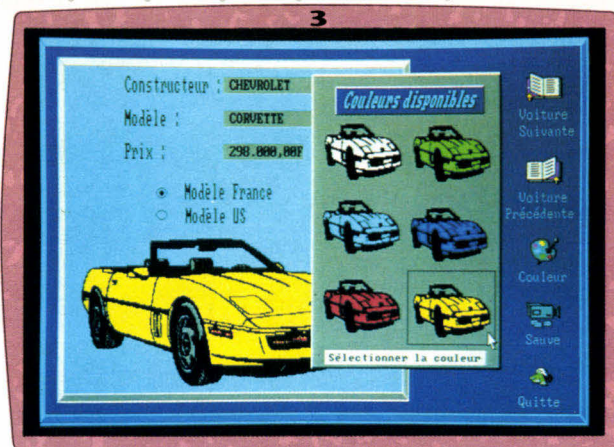 3
Constructeur : CHEVROLET
Modèle : CORVETTE
Prix : 298.000,00F
Modèle France
Modèle US
Couleurs disponibles
Sélectionner la couleur
Voiture
Suivante
Voiture
Précédente
Couleur
Sauve
Quitte